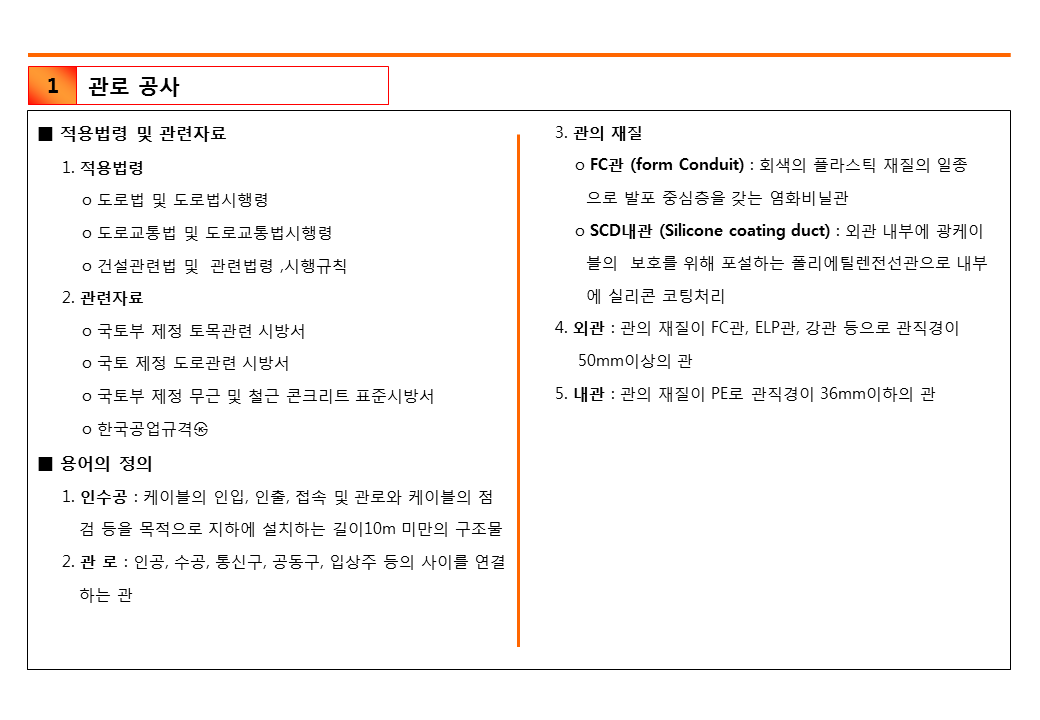 1 관로 공사
■ 적용법령 및 관련자료
1. 적용법령
o 도로법 및 도로법시행령
o 도로교통법 및 도로교통법시행령
o 건설관련법 및 관련법령 ,시행규칙
2. 관련자료
o 국토부 제정 토목관련 시방서
o 국토 제정 도로관련 시방서
o 국토부 제정 무근 및 철근 콘크리트 표준시방서
o 한국공업규격㉿
■ 용어의 정의
1. 인수공 : 케이블의 인입, 인출, 접속 및 관로와 케이블의 점
검 등을 목적으로 지하에 설치하는 길이10m 미만의 구조물
2. 관 로 : 인공, 수공, 통신구, 공동구, 입상주 등의 사이를 연결
하는 관
3. 관의 재질
o FC관 (form Conduit) : 회색의 플라스틱 재질의 일종
으로 발포 중심층을 갖는 염화비닐관
o SCD내관 (Silicone coating duct) : 외관 내부에 광케이
블의 보호를 위해 포설하는 폴리에틸렌전선관으로 내부
에 실리콘 코팅처리
4. 외관 : 관의 재질이 FC관, ELP관, 강관 등으로 관직경이
50mm이상의 관
5. 내관 : 관의 재질이 PE로 관직경이 36mm이하의 관